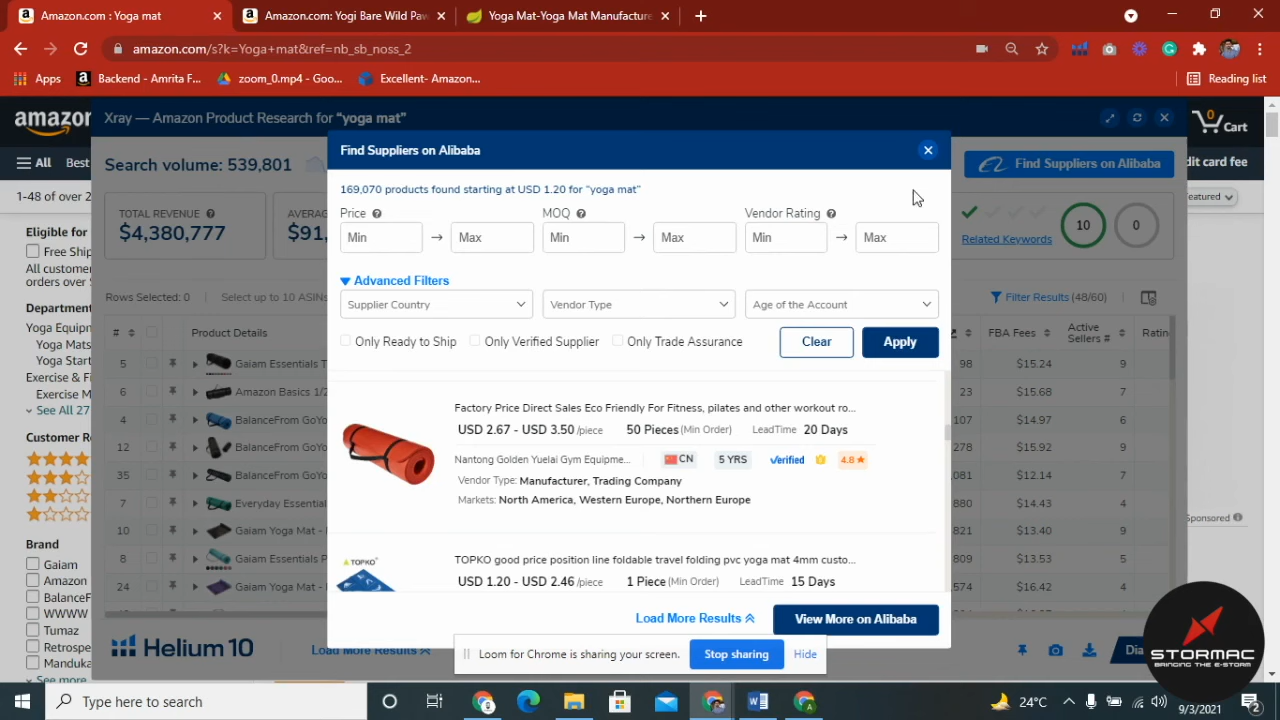 Amazon.com : Yoga mat
Amazon.com: Yogi Bare Wild Paw
Yoga Mat-Yoga Mat Manufacture
amazon.com/s?k=Yoga+mat&ref=nb_sb_noss_2
Apps
Backend - Amrita F...
zoom_0.mp4 - Goo...
Excellent- Amazon...
Reading list
amazon
Xray — Amazon Product Research for "yoga mat"
0
Cart
All
Best
Search volume: 539,801
Find Suppliers on Alibaba
dit card fee
1-48 of over 2
Featured
TOTAL REVENUE
$4,380,777
AVERAG
$91,
10
0
Related Keywords
Eligible for
Free Ship
All customer
orders over $
Department
Yoga Equipn
Yoga Mats
Yoga Start
Exercise & F
Exercise M
See All 27
Customer R
Brand
Gaiam
Amazon
BalanceF
WWWW
Tumaz
Retrospe
Manduka
See more
Rows Selected: 0
Select up to 10 ASINs
Filter Results (48/60)
#
Product Details
FBA Fees
Active
Sellers #
Rating
5
Gaiam Essentials T
98
$15.24
9
6
Amazon Basics 1/2
23
$15.68
7
4
BalanceFrom GoYo
107
$14.97
6
12
BalanceFrom GoYo
278
$15.92
9
35
BalanceFrom GoYo
,081
$12.14
7
7
Everyday Essentials
503
$14.43
4
10
Gaiam Yoga Mat -
821
$13.40
9
8
Gaiam Essentials P
809
$13.53
5
24
Gaiam Yoga Mat -
,574
$16.42
4
Sponsored
Find Suppliers on Alibaba
169,070 products found starting at USD 1.20 for "yoga mat"
Price
MOQ
Vendor Rating
Min → Max
Min → Max
Min → Max
Advanced Filters
Supplier Country
Vendor Type
Age of the Account
Only Ready to Ship
Only Verified Supplier
Only Trade Assurance
Clear
Apply
Factory Price Direct Sales Eco Friendly For Fitness, pilates and other workout ro...
USD 2.67 - USD 3.50 /piece 50 Pieces (Min Order) LeadTime 20 Days
Nantong Golden Yuelai Gym Equipme... CN 5 YRS Verified 4.8
Vendor Type: Manufacturer, Trading Company
Markets: North America, Western Europe, Northern Europe
TOPKO
TOPKO good price position line foldable travel folding pvc yoga mat 4mm custo...
USD 1.20 - USD 2.46 /piece 1 Piece (Min Order) LeadTime 15 Days
Load More Results
View More on Alibaba
Helium 10
Load More Results
Loom for Chrome is sharing your screen.
Stop sharing
Hide
Dia
STORMAC
BRINGING THE E-STORM
Type here to search
24°C
9/3/2021
2